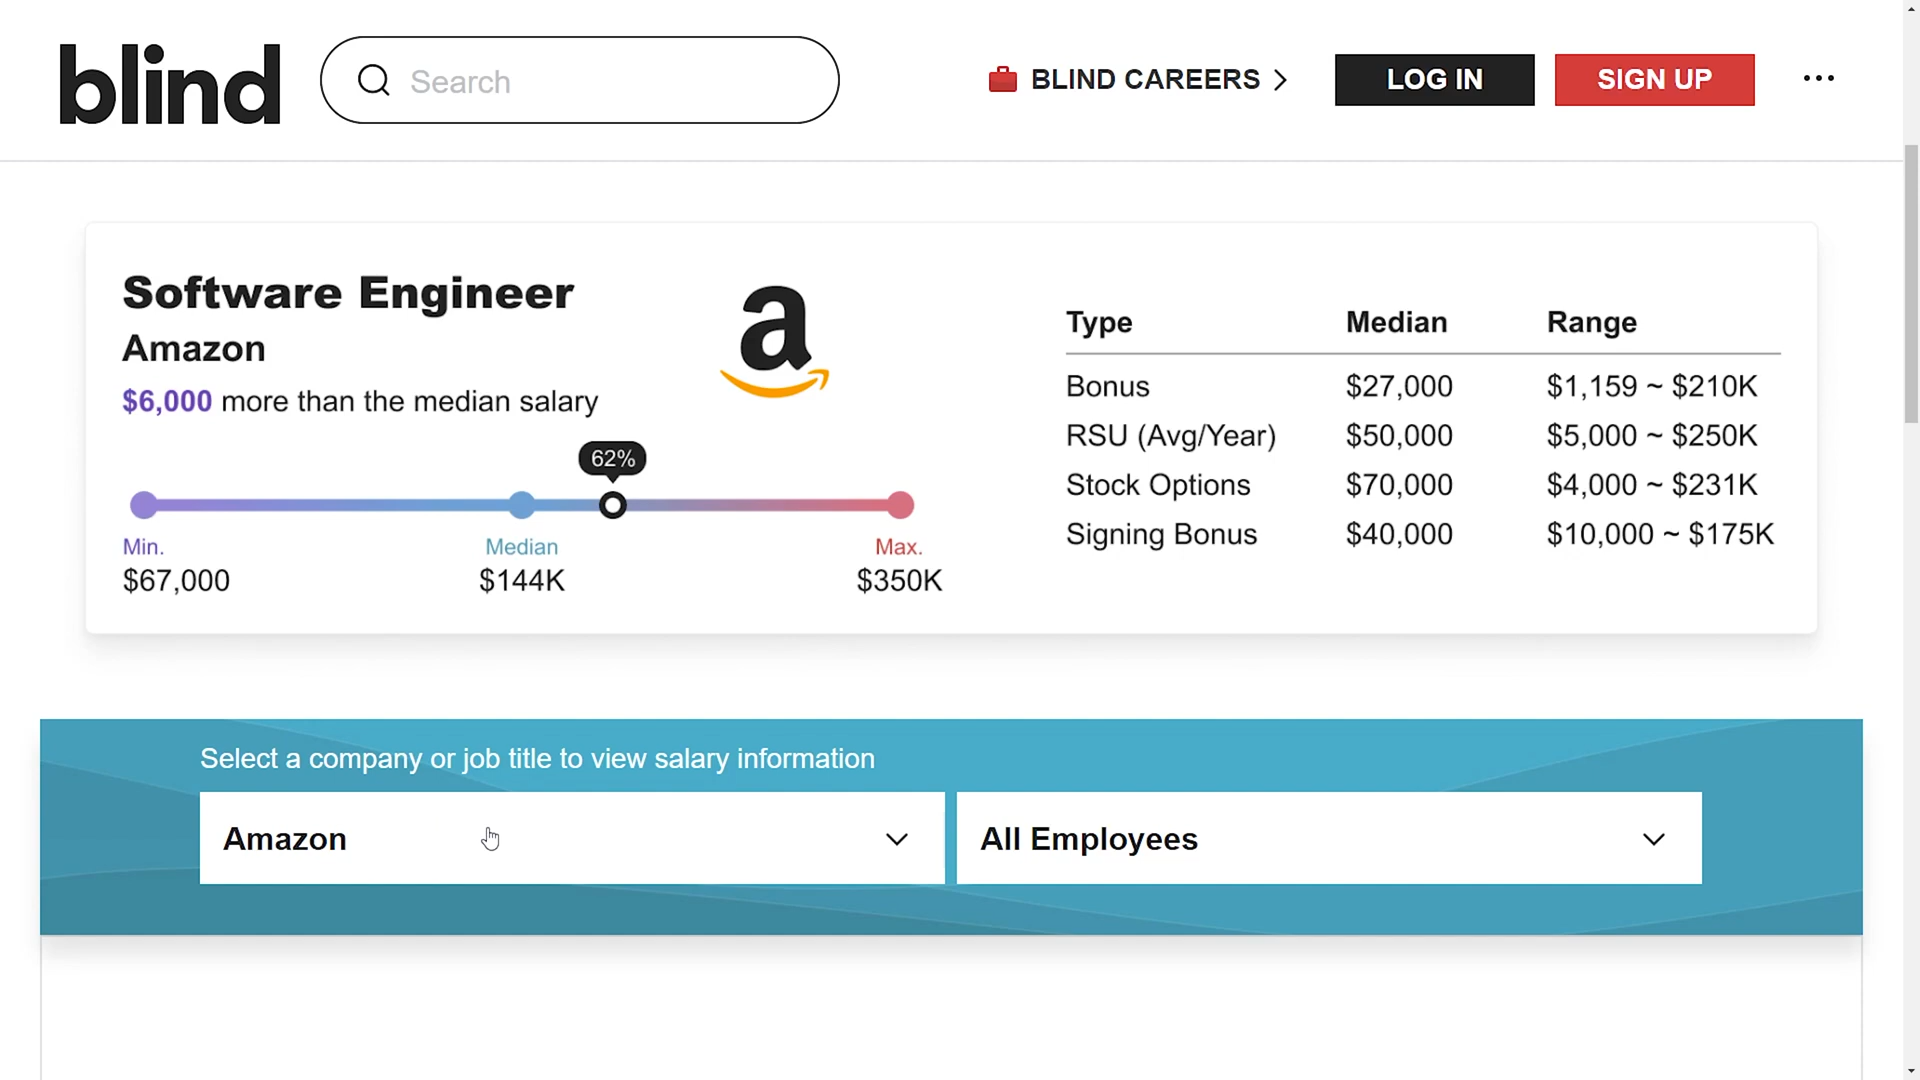 blind
Search
BLIND CAREERS
LOG IN
SIGN UP
Software Engineer
Amazon
$6,000 more than the median salary
62%
Min.
Median
Max.
$67,000
$144K
$350K
Type Median Range
Bonus $27,000 $1,159 ~ $210K
RSU (Avg/Year) $50,000 $5,000 ~ $250K
Stock Options $70,000 $4,000 ~ $231K
Signing Bonus $40,000 $10,000 ~ $175K
Select a company or job title to view salary information
Amazon
All Employees